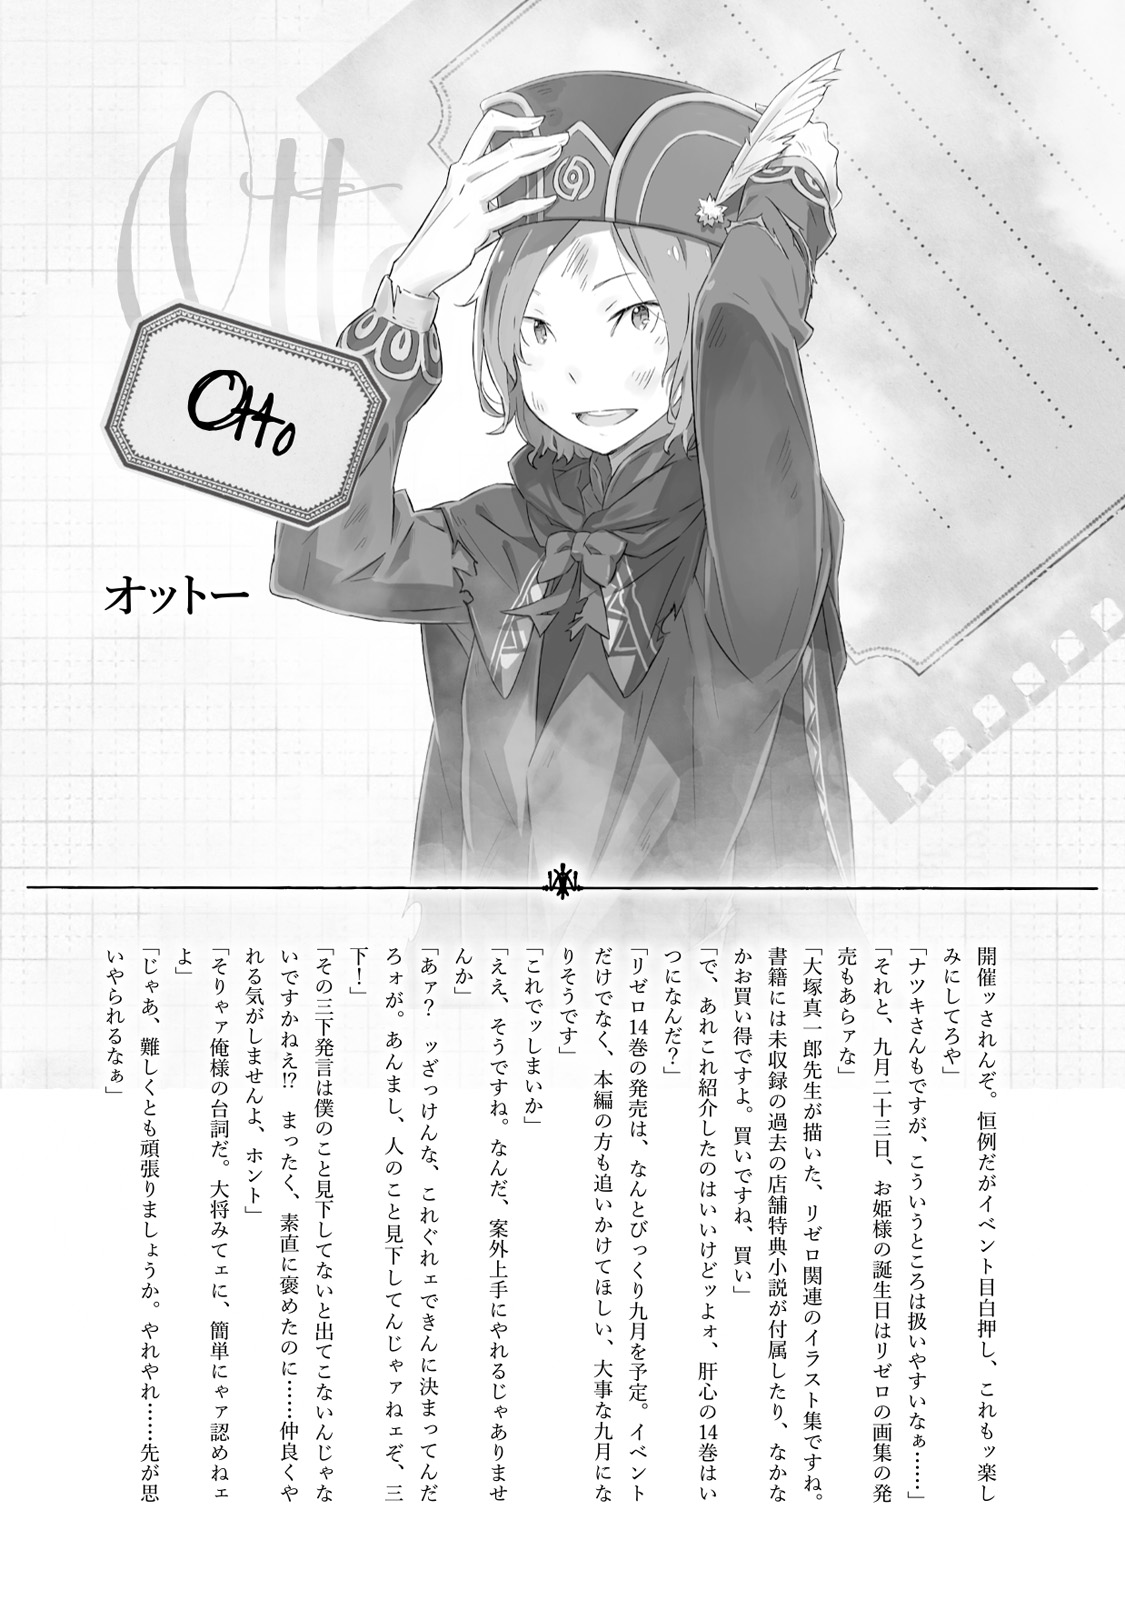 Otto
Otto
オットー
開催ッされんぞ。恒例だがイベント目白押し、これもッ楽し
みにしてろや」
「ナツキさんもですが、こういうところは扱いやすいなぁ……」
「それと、九月二十三日、お姫様の誕生日はリゼロの画集の発
売もあらァな」
「大塚真一郎先生が描いた、リゼロ関連のイラスト集ですね。
書籍には未収録の過去の店舗特典小説が付属したり、なかな
かお買い得ですよ。買いですね、買い」
「で、あれこれ紹介したのはいいけどッよォ、肝心の14巻はい
つになんだ?」
「リゼロ14巻の発売は、なんとびっくり九月を予定。イベント
だけでなく、本編の方も追いかけてほしい、大事な九月にな
りそうです」
「これでッしまいか」
「ええ、そうですね。なんだ、案外上手にやれるじゃありませ
んか」
「あァ? ッざっけんな、これぐれェできんに決まってんだ
ろォが。あんまし、人のこと見下してんじゃァねェぞ、三
下!」
「その三下発言は僕のこと見下してないと出てこないんじゃな
いですかねえ!? まったく、素直に褒めたのに……仲良くや
れる気がしませんよ、ホント」
「そりゃァ俺様の台詞だ。大将みてェに、簡単にゃァ認めねェ
よ」
「じゃあ、難しくとも頑張りましょうか。やれやれ……先が思
いやられるなぁ」